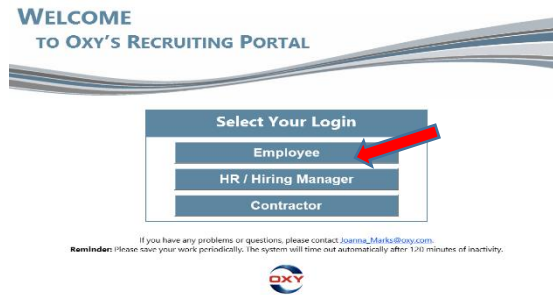 WELCOME
TO OXY'S RECRUITING PORTAL
Select Your Login
Employee
HR / Hiring Manager
Contractor
If you have any problems or questions, please contact Joanna_Marks@oxy.com.
Reminder: Please save your work periodically. The system will time out automatically after 120 minutes of inactivity.
OXY